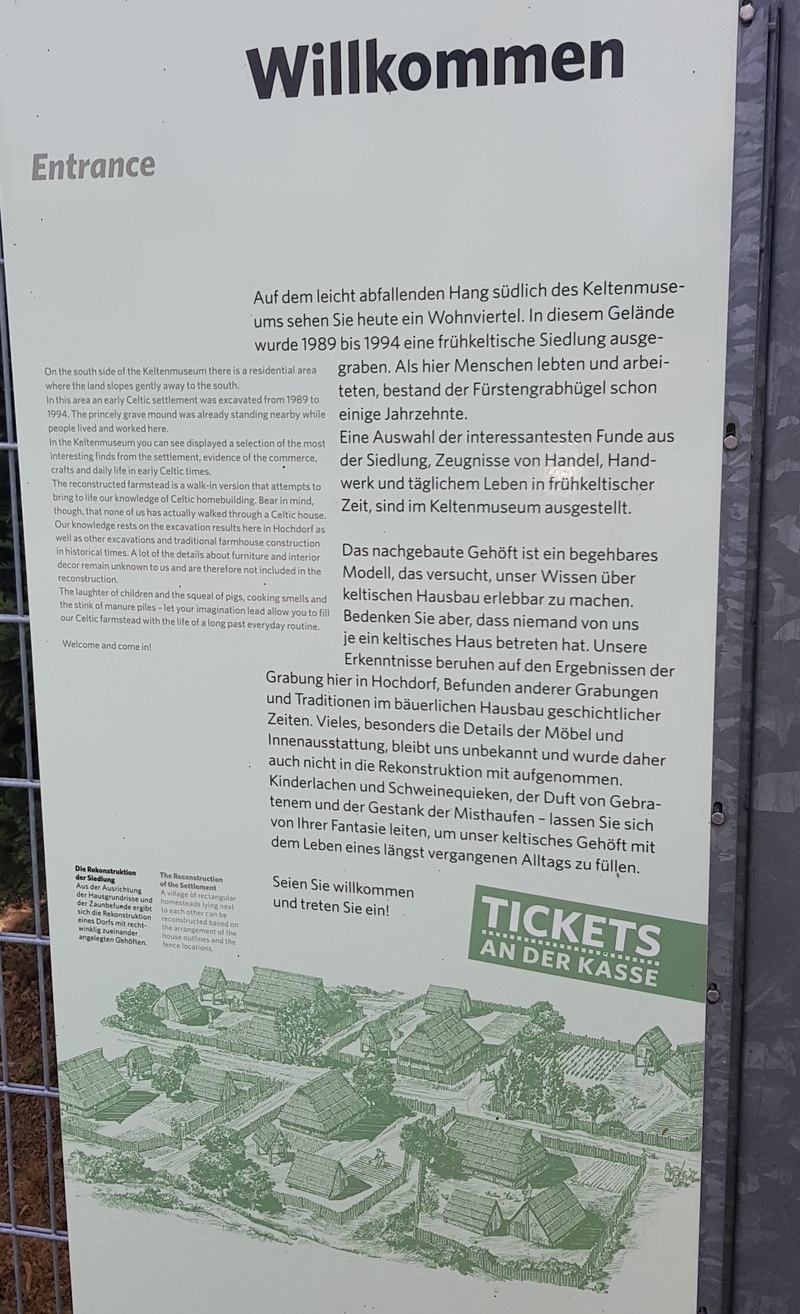 Willkommen
Entrance
Auf dem leicht abfallenden Hang südlich des Keltenmuse-
ums sehen Sie heute ein Wohnviertel. In diesem Gelände
wurde 1989 bis 1994 eine frühkeltische Siedlung ausge-
graben. Als hier Menschen lebten und arbei-
teten, bestand der Fürstengrabhügel schon
einige Jahrzehnte.
Eine Auswahl der interessantesten Funde aus
der Siedlung, Zeugnisse von Handel, Hand-
werk und täglichem Leben in frühkeltischer
Zeit, sind im Keltenmuseum ausgestellt.
Das nachgebaute Gehöft ist ein begehbares
Modell, das versucht, unser Wissen über
keltischen Hausbau erlebbar zu machen.
Bedenken Sie aber, dass niemand von uns
je ein keltisches Haus betreten hat. Unsere
Erkenntnisse beruhen auf den Ergebnissen der
Grabung hier in Hochdorf, Befunden anderer Grabungen
und Traditionen im bäuerlichen Hausbau geschichtlicher
Zeiten. Vieles, besonders die Details der Möbel und
Innenausstattung, bleibt uns unbekannt und wurde daher
auch nicht in die Rekonstruktion mit aufgenommen.
Kinderlachen und Schweinequieken, der Duft von Gebra-
tenem und der Gestank der Misthaufen – lassen Sie sich
von Ihrer Fantasie leiten, um unser keltisches Gehöft mit
dem Leben eines längst vergangenen Alltags zu füllen.
Seien Sie willkommen
und treten Sie ein!
On the south side of the Keltenmuseum there is a residential area
where the land slopes gently away to the south.
In this area an early Celtic settlement was excavated from 1989 to
1994. The princely grave mound was already standing nearby while
people lived and worked here.
In the Keltenmuseum you can see displayed a selection of the most
interesting finds from the settlement, evidence of the commerce,
crafts and daily life in early Celtic times.
The reconstructed farmstead is a walk-in version that attempts to
bring to life our knowledge of Celtic homebuilding. Bear in mind,
though, that none of us has actually walked through a Celtic house.
Our knowledge rests on the excavation results here in Hochdorf as
well as other excavations and traditional farmhouse construction
in historical times. A lot of the details about furniture and interior
decor remain unknown to us and are therefore not included in the
reconstruction.
The laughter of children and the squeal of pigs, cooking smells and
the stink of manure piles – let your imagination lead allow you to fill
our Celtic farmstead with the life of a long past everyday routine.
Welcome and come in!
Die Rekonstruktion
der Siedlung
Aus der Ausrichtung
der Hausgrundrisse und
der Zaunbefunde ergibt
sich die Rekonstruktion
eines Dorfs mit recht-
winklig zueinander
angelegten Gehöften.
The Reconstruction
of the Settlement
A village of rectangular
homesteads lying next
to each other can be
reconstructed based on
the arrangement of the
house outlines and the
fence locations.
TICKETS
AN DER KASSE